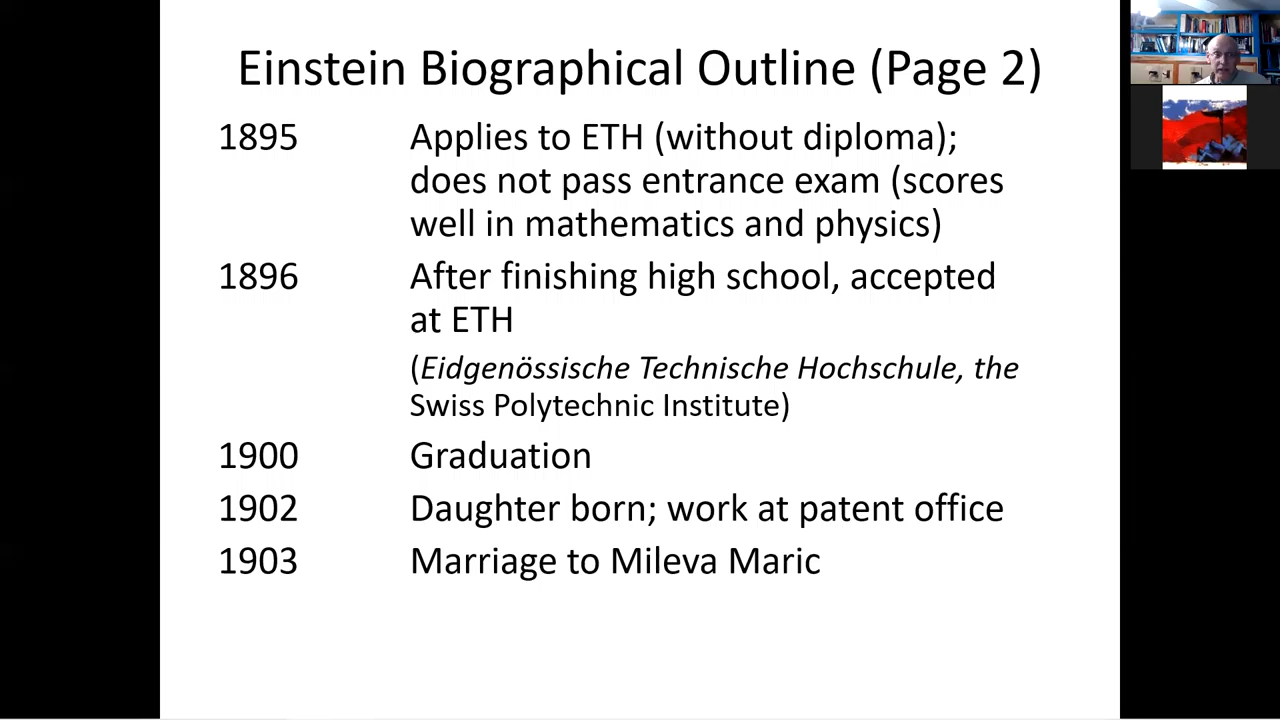 Einstein Biographical Outline (Page 2)
1895 Applies to ETH (without diploma);
does not pass entrance exam (scores
well in mathematics and physics)
1896 After finishing high school, accepted
at ETH
(Eidgenössische Technische Hochschule, the
Swiss Polytechnic Institute)
1900 Graduation
1902 Daughter born; work at patent office
1903 Marriage to Mileva Maric